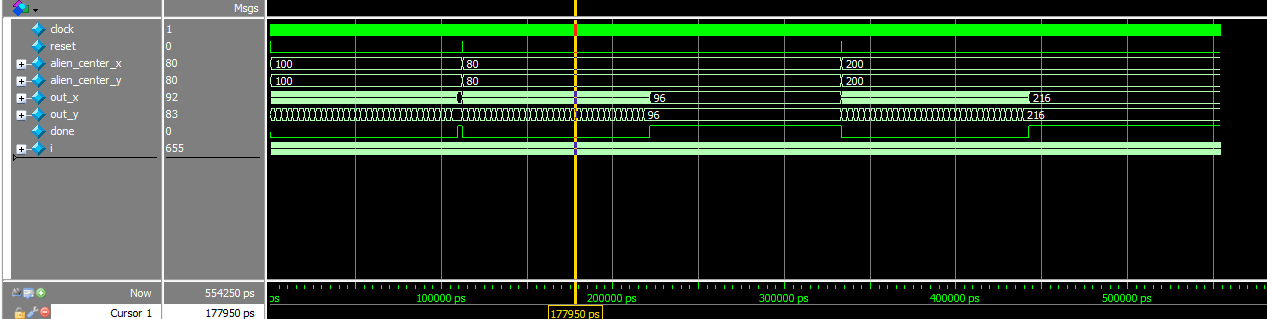 Msgs
clock 1
reset 0
alien_center_x 80 100 80 200
alien_center_y 80 100 80 200
out_x 92 96 216
out_y 83 96 216
done 0
i 655
Now 554250 ps ps 100000 ps 200000 ps 300000 ps 400000 ps 500000 ps
Cursor 1 177950 ps 177950 ps